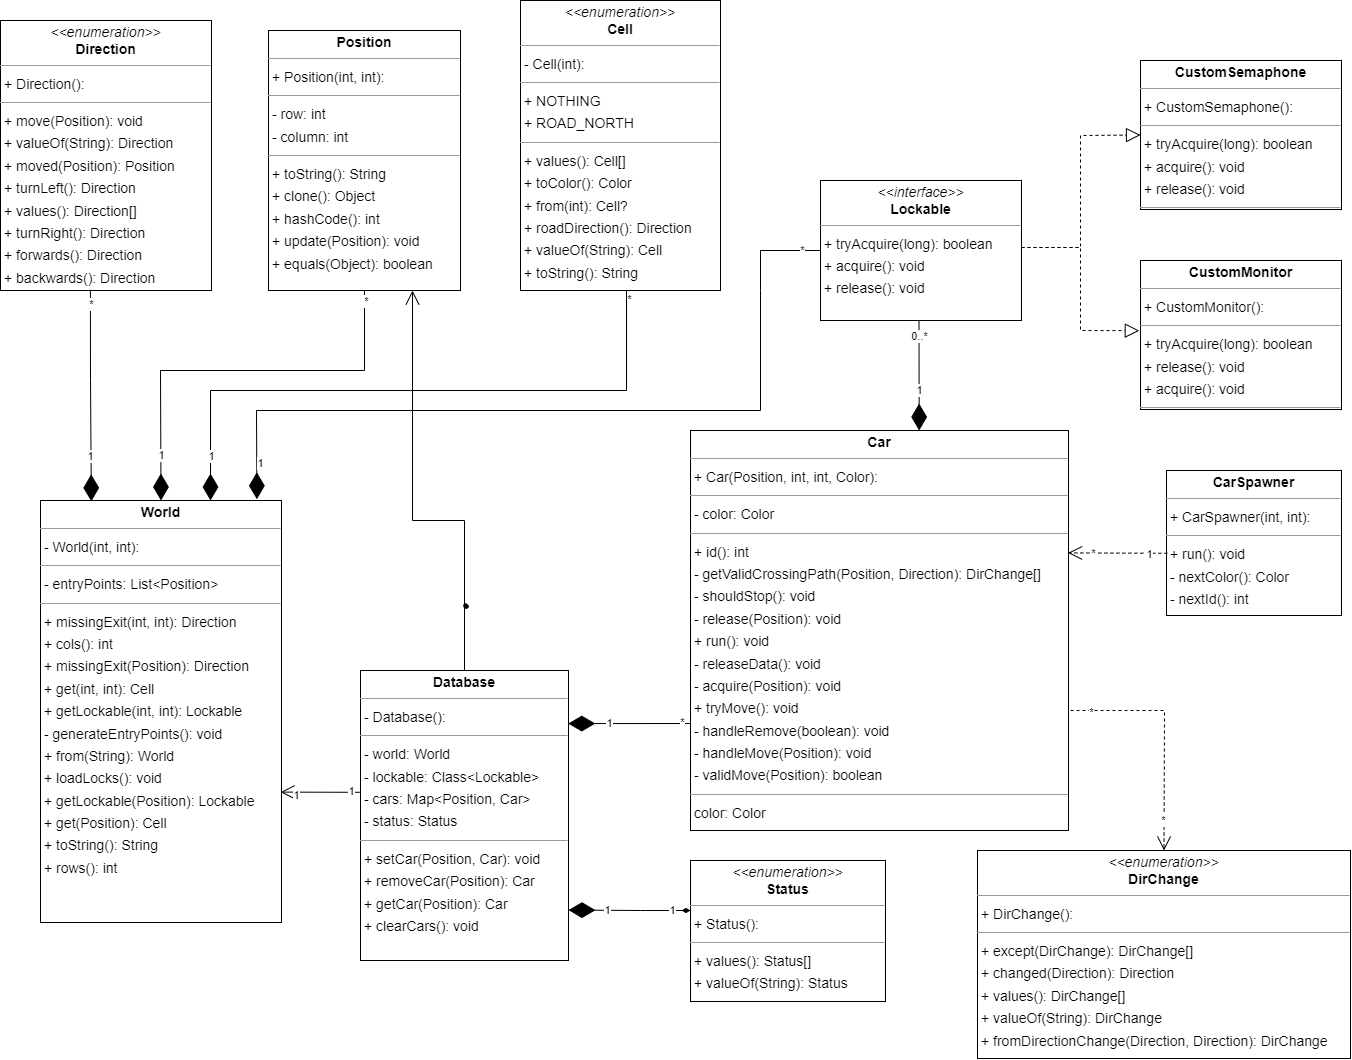 <<enumeration>>
Direction
+ Direction():
+ move(Position): void
+ valueOf(String): Direction
+ moved(Position): Position
+ turnLeft(): Direction
+ values(): Direction[]
+ turnRight(): Direction
+ forwards(): Direction
+ backwards(): Direction
*
1
Position
+ Position(int, int):
- row: int
- column: int
+ toString(): String
+ clone(): Object
+ hashCode(): int
+ update(Position): void
+ equals(Object): boolean
*
1
<<enumeration>>
Cell
- Cell(int):
+ NOTHING
+ ROAD_NORTH
+ values(): Cell[]
+ toColor(): Color
+ from(int): Cell?
+ roadDirection(): Direction
+ valueOf(String): Cell
+ toString(): String
*
1
<<interface>>
Lockable
+ tryAcquire(long): boolean
+ acquire(): void
+ release(): void
*
1
0..*
1
CustomSemaphone
+ CustomSemaphone():
+ tryAcquire(long): boolean
+ acquire(): void
+ release(): void
CustomMonitor
+ CustomMonitor():
+ tryAcquire(long): boolean
+ release(): void
+ acquire(): void
World
- World(int, int):
- entryPoints: List<Position>
+ missingExit(int, int): Direction
+ cols(): int
+ missingExit(Position): Direction
+ get(int, int): Cell
+ getLockable(int, int): Lockable
- generateEntryPoints(): void
+ from(String): World
+ loadLocks(): void
+ getLockable(Position): Lockable
+ get(Position): Cell
+ toString(): String
+ rows(): int
1
1
Database
- Database():
- world: World
- lockable: Class<Lockable>
- cars: Map<Position, Car>
- status: Status
+ setCar(Position, Car): void
+ removeCar(Position): Car
+ getCar(Position): Car
+ clearCars(): void
1
*
1
1
Car
+ Car(Position, int, int, Color):
- color: Color
+ id(): int
- getValidCrossingPath(Position, Direction): DirChange[]
- shouldStop(): void
- release(Position): void
+ run(): void
- releaseData(): void
- acquire(Position): void
+ tryMove(): void
- handleRemove(boolean): void
- handleMove(Position): void
- validMove(Position): boolean
color: Color
*
1
CarSpawner
+ CarSpawner(int, int):
+ run(): void
- nextColor(): Color
- nextId(): int
*
*
<<enumeration>>
Status
+ Status():
+ values(): Status[]
+ valueOf(String): Status
<<enumeration>>
DirChange
+ DirChange():
+ except(DirChange): DirChange[]
+ changed(Direction): Direction
+ values(): DirChange[]
+ valueOf(String): DirChange
+ fromDirectionChange(Direction, Direction): DirChange